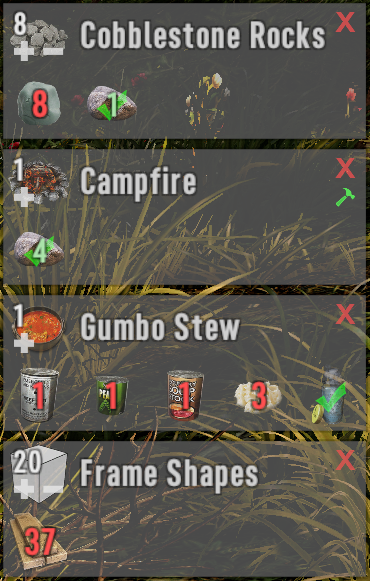 8 Cobblestone Rocks X
8 1
1 Campfire X
4
1 Gumbo Stew X
1 1 1 3
20 Frame Shapes X
37